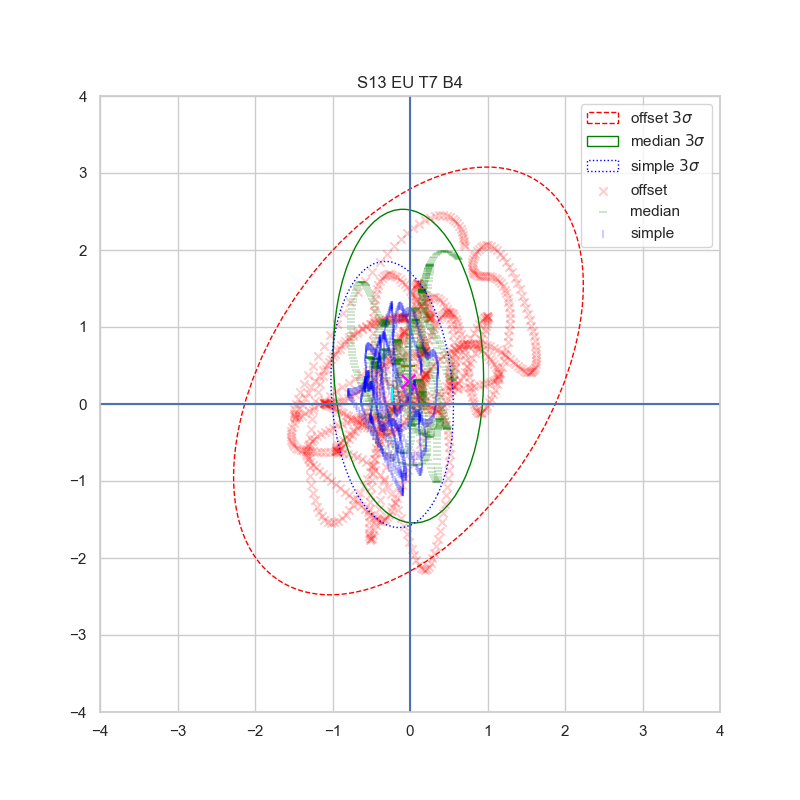 S13 EU T7 B4
offset 3σ
median 3σ
simple 3σ
offset
median
simple
4
3
2
1
0
−1
−2
−3
−4
−4 −3 −2 −1 0 1 2 3 4